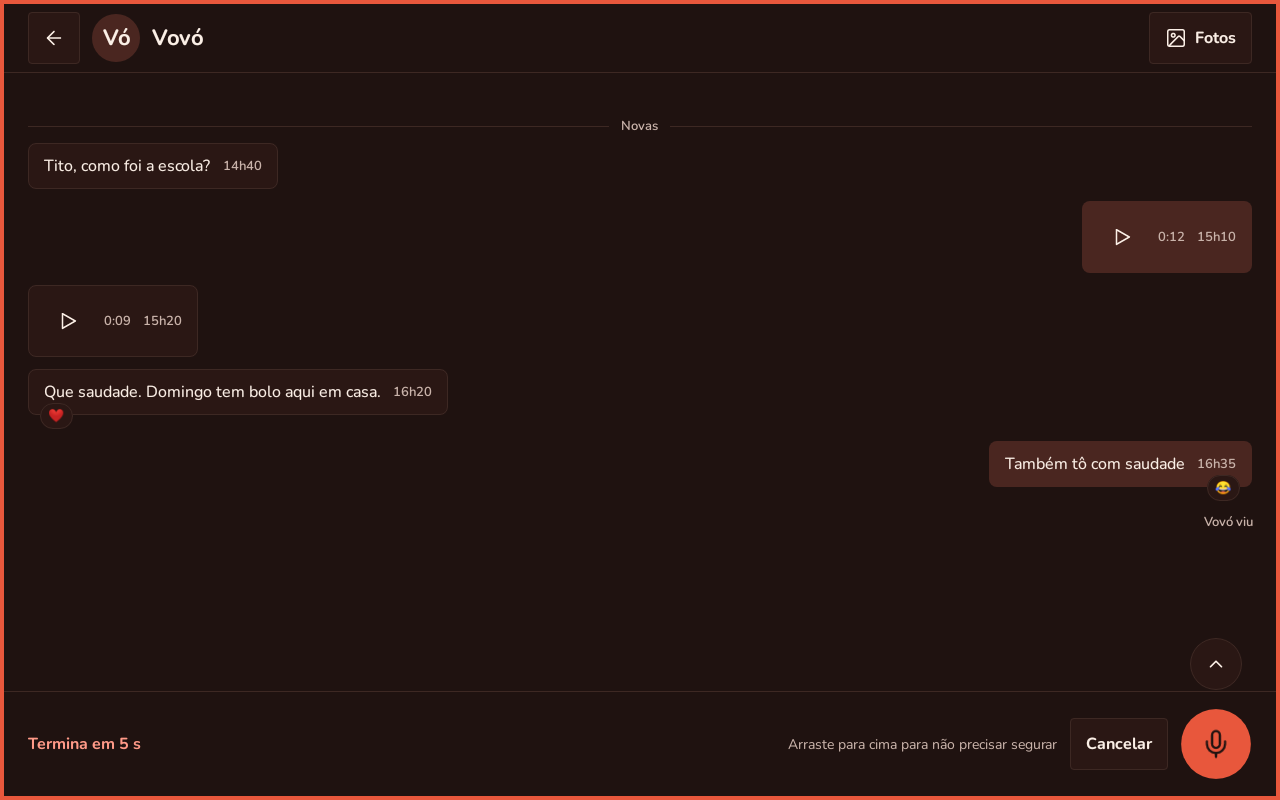 Vó Vovó
Fotos
Novas
Tito, como foi a escola? 14h40
0:12 15h10
0:09 15h20
Que saudade. Domingo tem bolo aqui em casa. 16h20
❤️
Também tô com saudade 16h35
😂
Vovó viu
Termina em 5 s
Arraste para cima para não precisar segurar
Cancelar